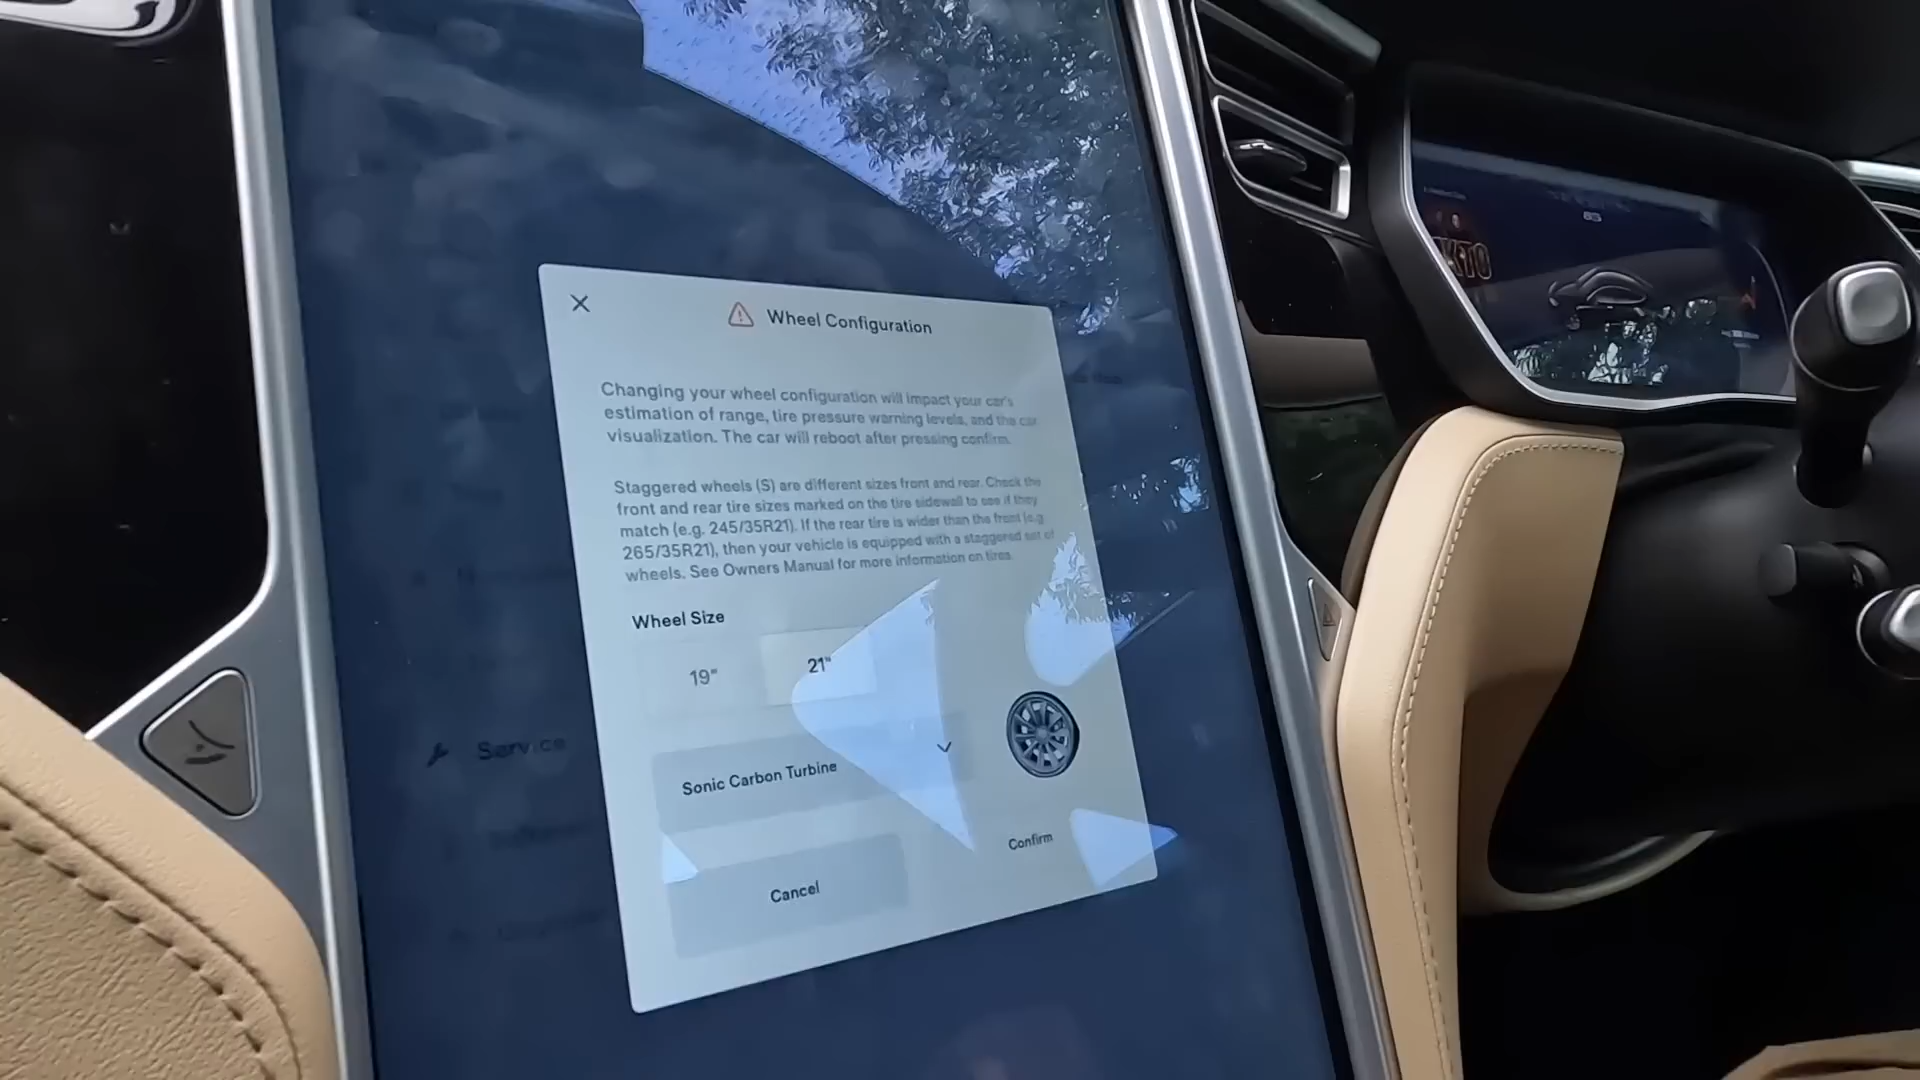 Wheel Configuration
Changing your wheel configuration will impact your car's
estimation of range, tire pressure warning levels, and the car
visualization. The car will reboot after pressing confirm.
Staggered wheels (S) are different sizes front and rear. Check the
front and rear tire sizes marked on the tire sidewall to see if they
match (e.g. 245/35R21). If the rear tire is wider than the front (e.g.
265/35R21), then your vehicle is equipped with a staggered set of
wheels. See Owners Manual for more information on tires.
Wheel Size
19"
21"
Service
Sonic Carbon Turbine
Confirm
Cancel